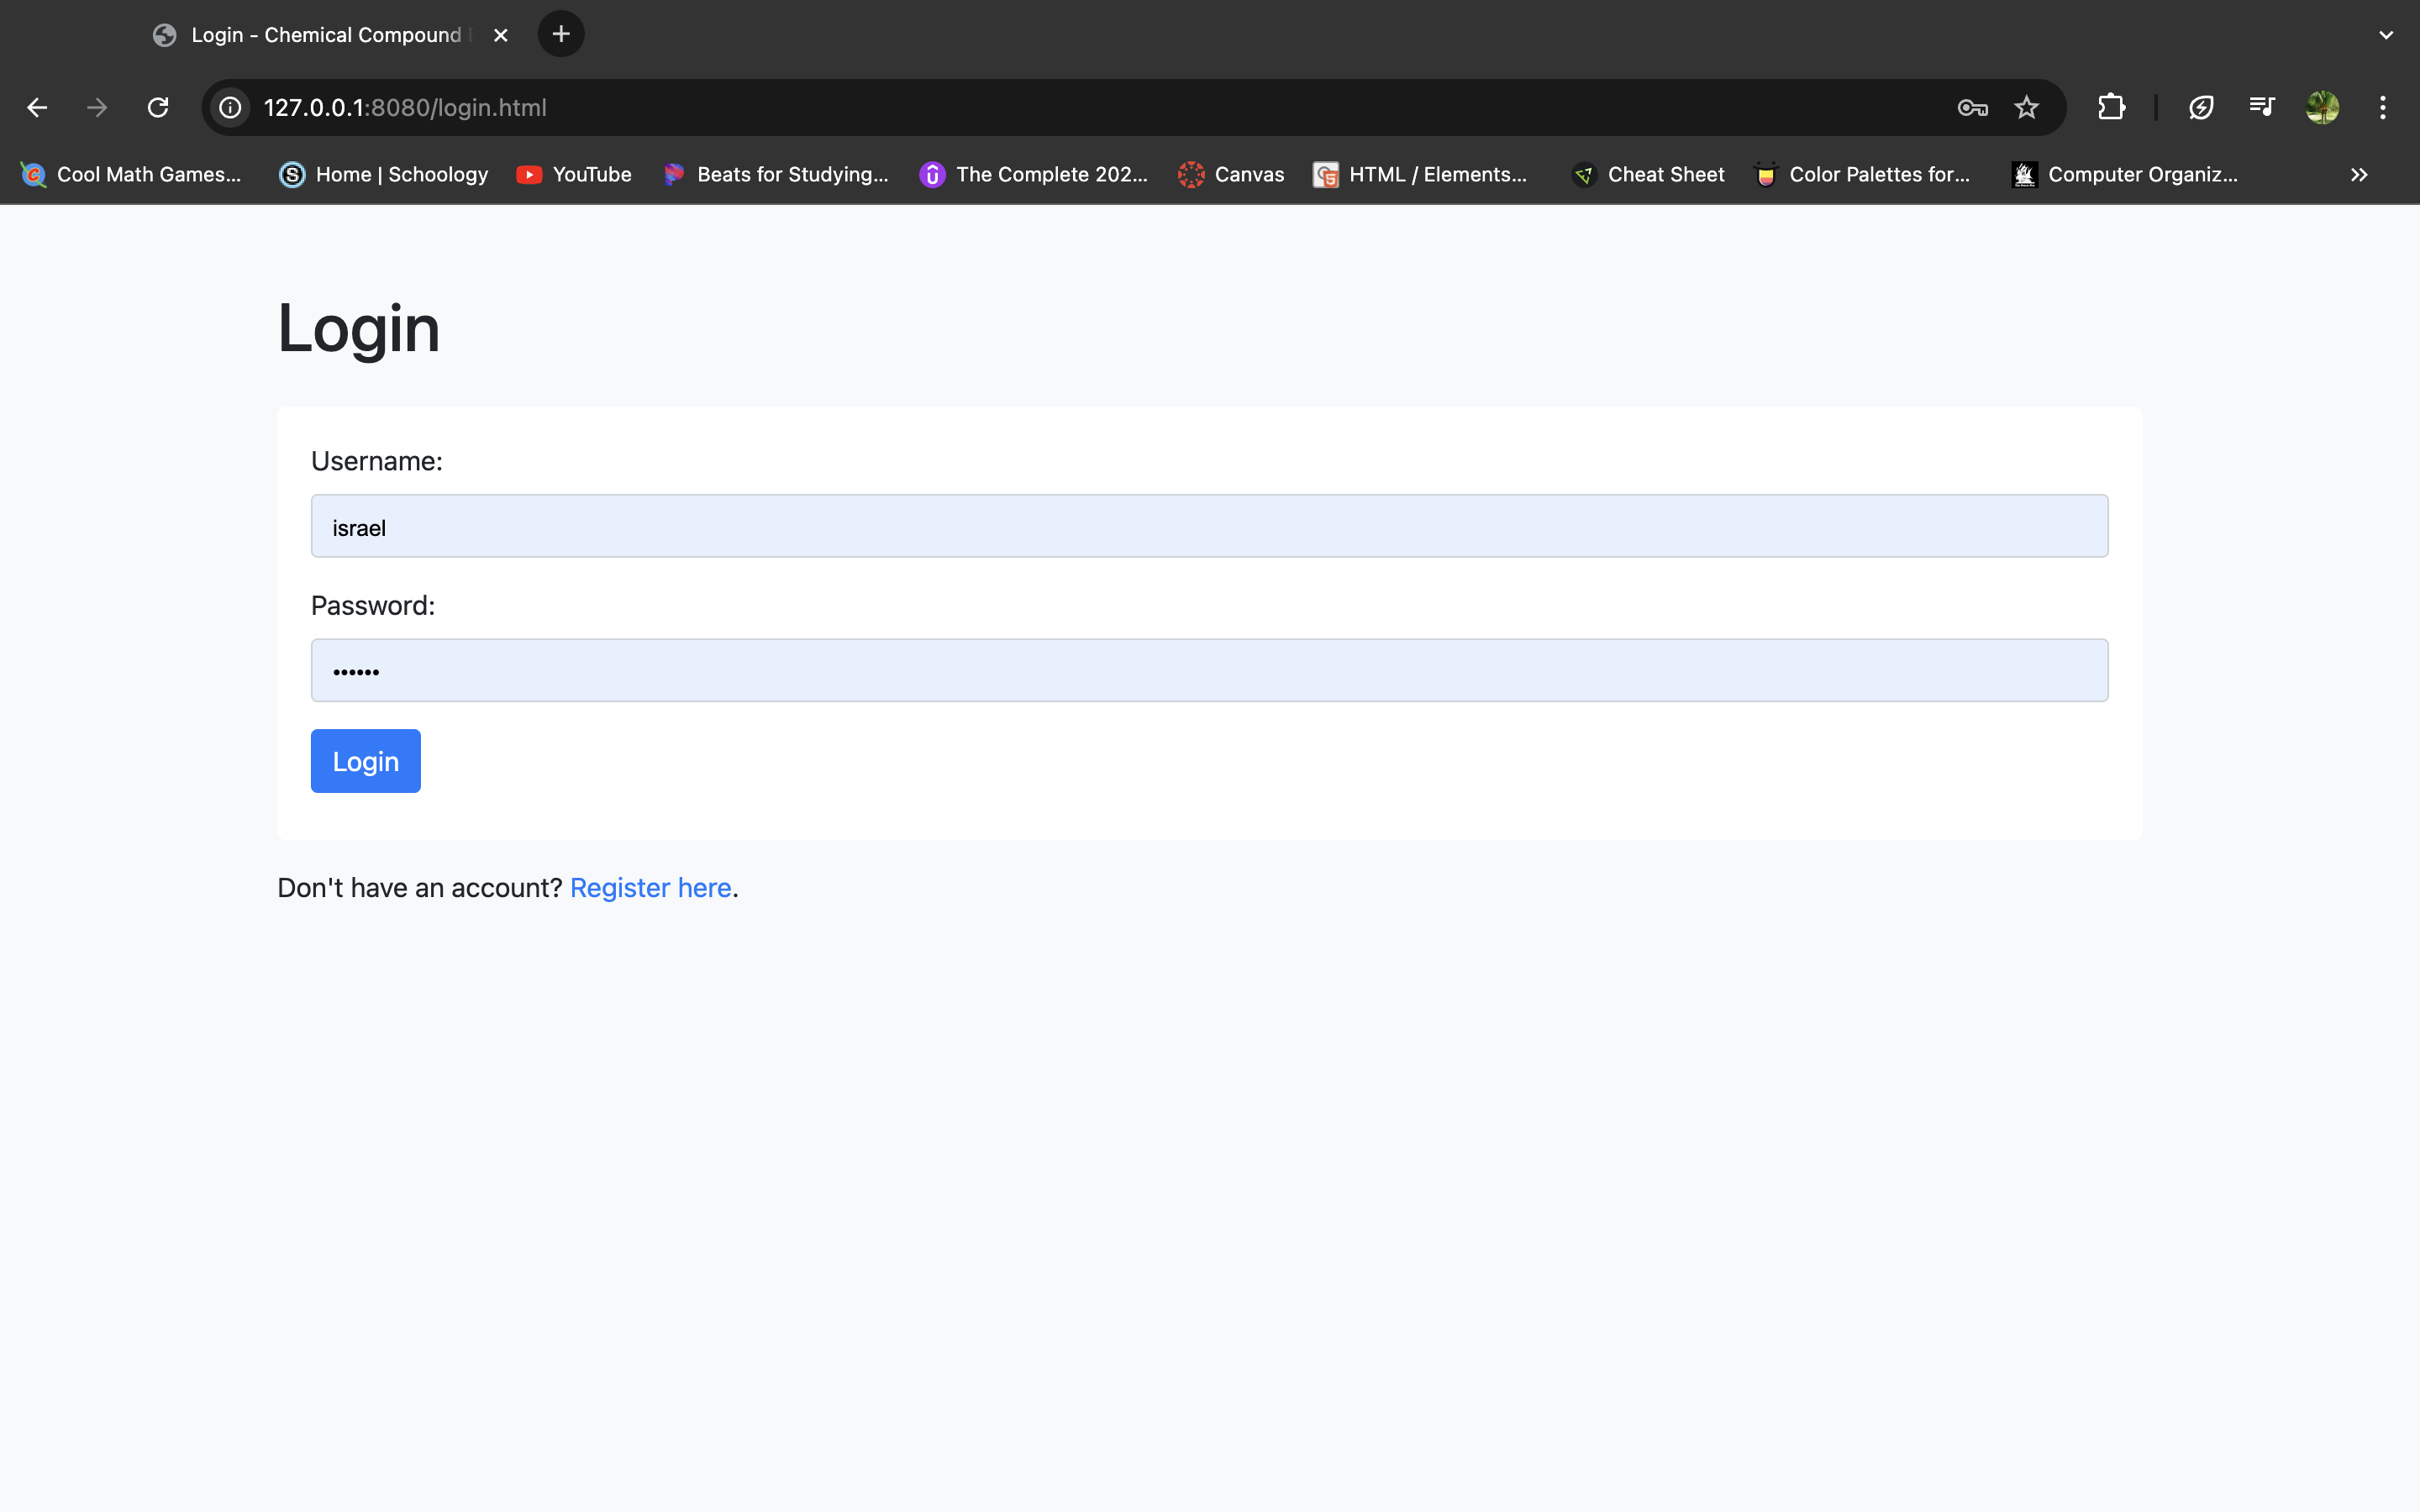 Login - Chemical Compound
127.0.0.1:8080/login.html
Cool Math Games... Home | Schoology YouTube Beats for Studying... The Complete 202... Canvas HTML / Elements... Cheat Sheet Color Palettes for... Computer Organiz...
Login
Username:
israel
Password:
••••••
Login
Don't have an account? Register here.